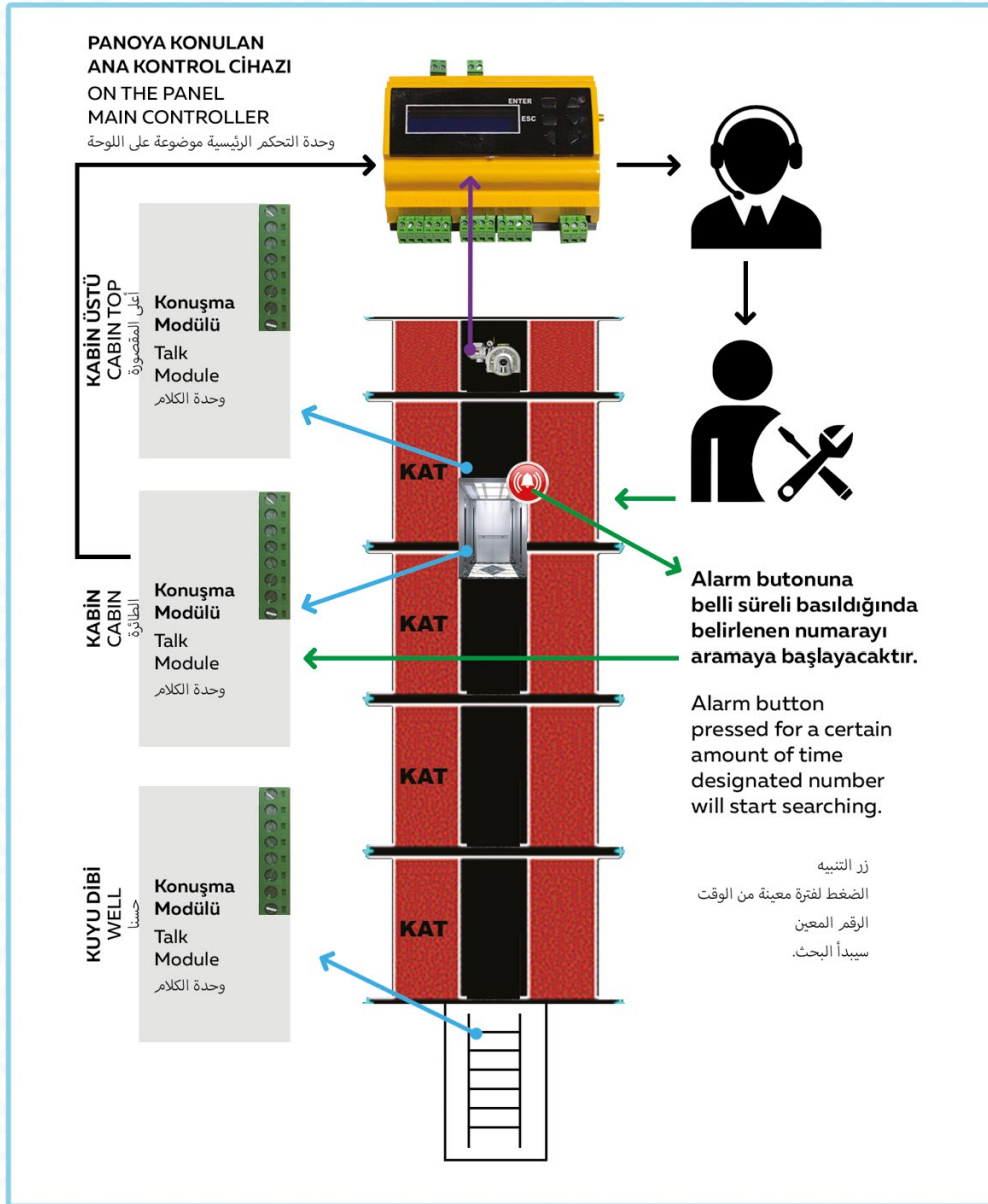 PANOYA KONULAN
ANA KONTROL CİHAZI
ON THE PANEL
MAIN CONTROLLER
وحدة التحكم الرئيسية موضوعة على اللوحة
ENTER
ESC
KABİN ÜSTÜ
CABIN TOP
أعلى المقصورة
Konuşma
Modülü
Talk
Module
وحدة الكلام
KAT
KABİN
CABIN
الطائرة
Konuşma
Modülü
Talk
Module
وحدة الكلام
KAT
Alarm butonuna
belli süreli basıldığında
belirlenen numarayı
aramaya başlayacaktır.
Alarm button
pressed for a certain
amount of time
designated number
will start searching.
زر التنبيه
الضغط لفترة معينة من الوقت
الرقم المعين
سيبدأ البحث.
KAT
KUYU DİBİ
WELL
حسنا
Konuşma
Modülü
Talk
Module
وحدة الكلام
KAT